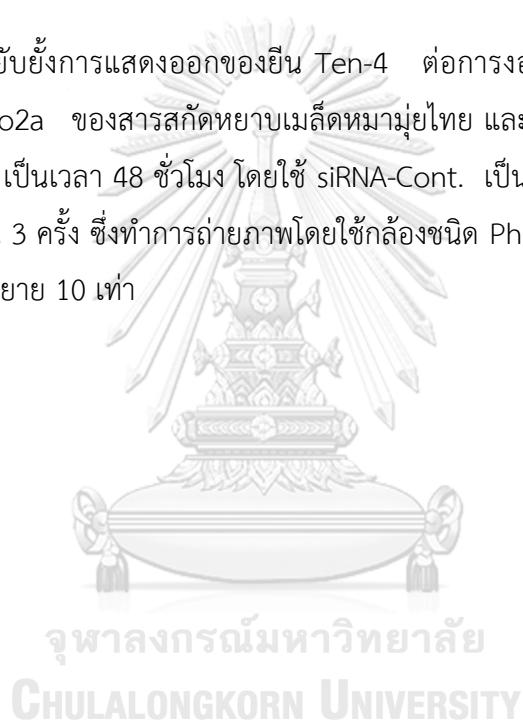 ยับยั้งการแสดงออกของยีน Ten-4 ต่อการงอ
o2a ของสารสกัดหยาบเมล็ดหมามุ่ยไทย และ
เป็นเวลา 48 ชั่วโมง โดยใช้ siRNA-Cont. เป็น
3 ครั้ง ซึ่งทำการถ่ายภาพโดยใช้กล้องชนิด Ph
ยาย 10 เท่า
จุฬาลงกรณ์มหาวิทยาลัย
CHULALONGKORN UNIVERSITY